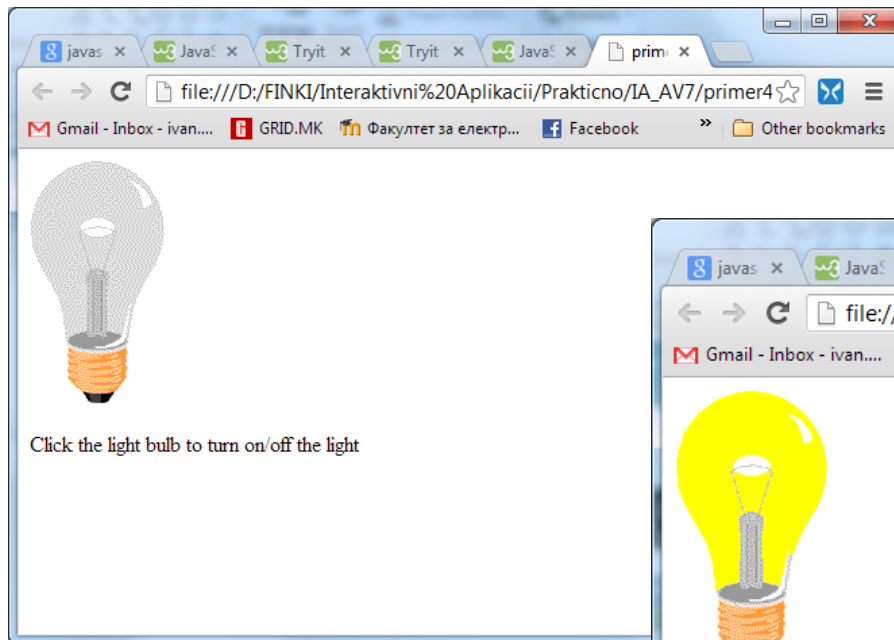 javas JavaS Tryit Tryit JavaS prim
file:///D:/FINKI/Interaktivni%20Aplikacii/Prakticno/IA_AV7/primer4
Gmail - Inbox - ivan.... GRID.MK Факултет за електр... Facebook » Other bookmarks
Click the light bulb to turn on/off the light
javas JavaS
file://
Gmail - Inbox - ivan....